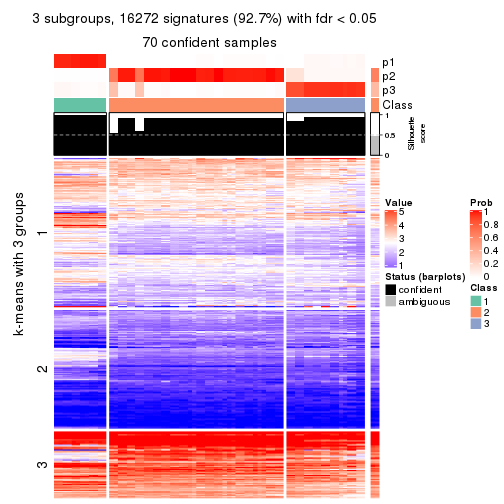 3 subgroups, 16272 signatures (92.7%) with fdr < 0.05
70 confident samples
p1
p2
p3
Class
1
0.5
0
Silhouette
score
k-means with 3 groups
1
2
3
Value
5
4
3
2
1
Status (barplots)
confident
ambiguous
Prob
1
0.8
0.6
0.4
0.2
0
Class
1
2
3